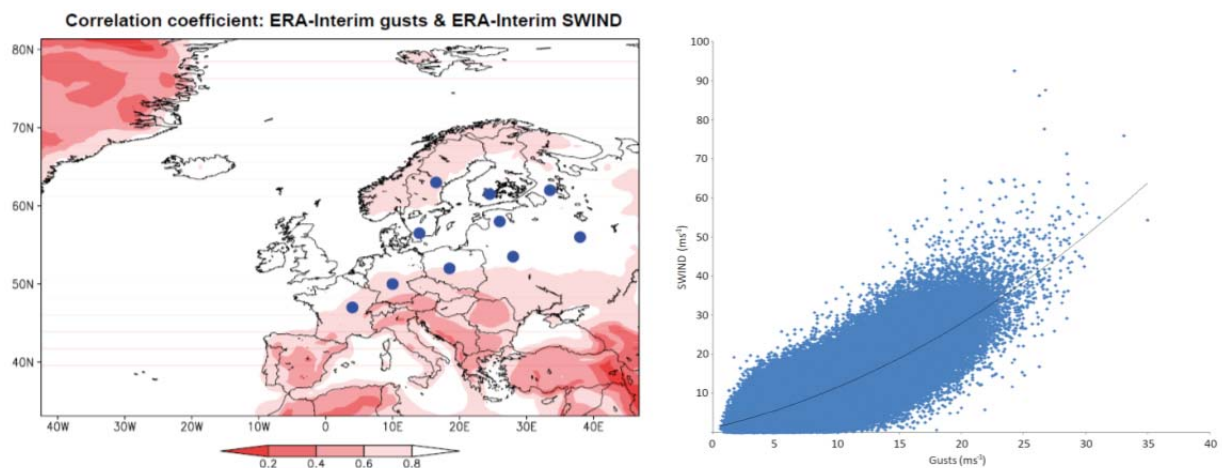 Correlation coefficient: ERA-Interim gusts & ERA-Interim SWIND
80N
70N
60N
50N
40N
40W 30W 20W 10W 0 10E 20E 30E 40E
0.2 0.4 0.6 0.8
100
90
80
70
60
50
40
30
20
10
0 5 10 15 20 25 30 35 40
SWIND (ms⁻¹)
Gusts (ms⁻¹)